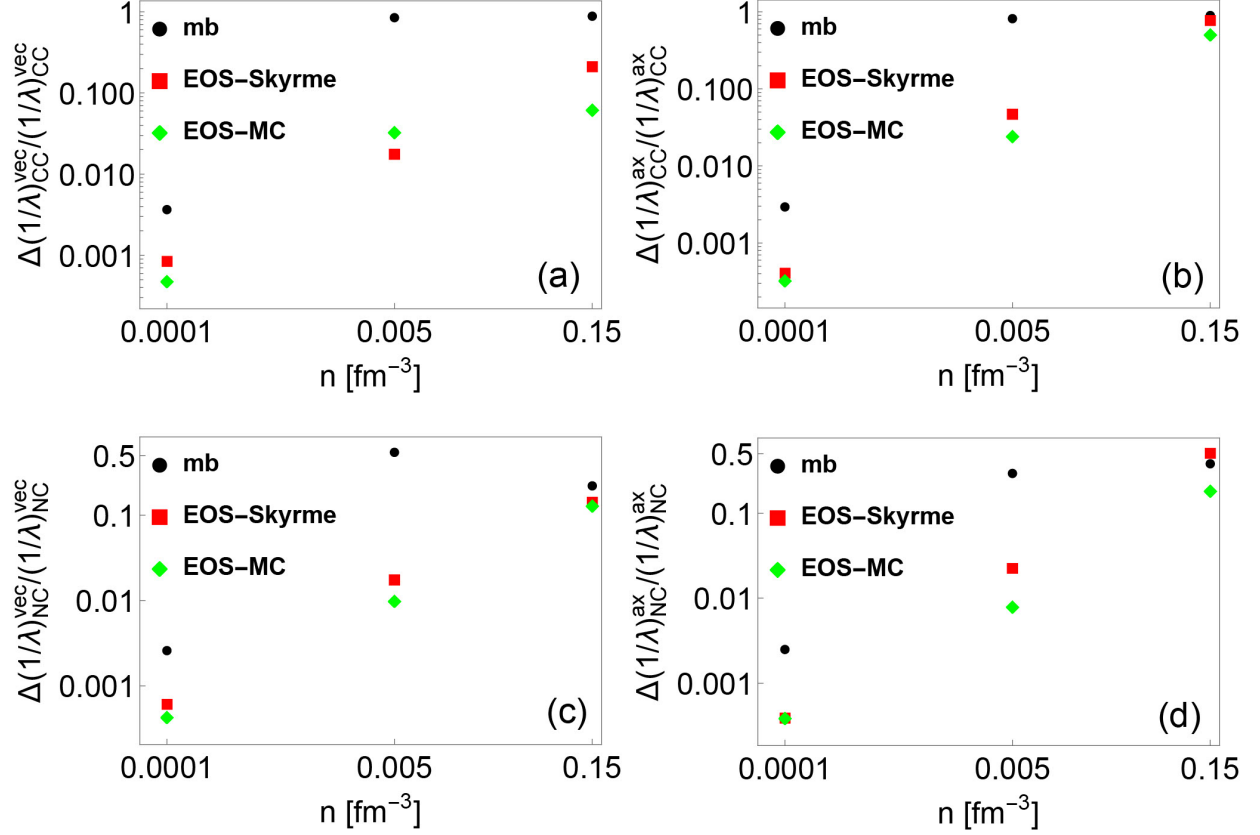 Δ(1/λ)^vec_CC/(1/λ)^vec_CC
1
0.100
0.010
0.001
mb
EOS−Skyrme
EOS−MC
(a)
0.0001
0.005
0.15
n [fm⁻³]
Δ(1/λ)^ax_CC/(1/λ)^ax_CC
1
0.100
0.010
0.001
mb
EOS−Skyrme
EOS−MC
(b)
0.0001
0.005
0.15
n [fm⁻³]
Δ(1/λ)^vec_NC/(1/λ)^vec_NC
0.5
0.1
0.01
0.001
mb
EOS−Skyrme
EOS−MC
(c)
0.0001
0.005
0.15
n [fm⁻³]
Δ(1/λ)^ax_NC/(1/λ)^ax_NC
0.5
0.1
0.01
0.001
mb
EOS−Skyrme
EOS−MC
(d)
0.0001
0.005
0.15
n [fm⁻³]